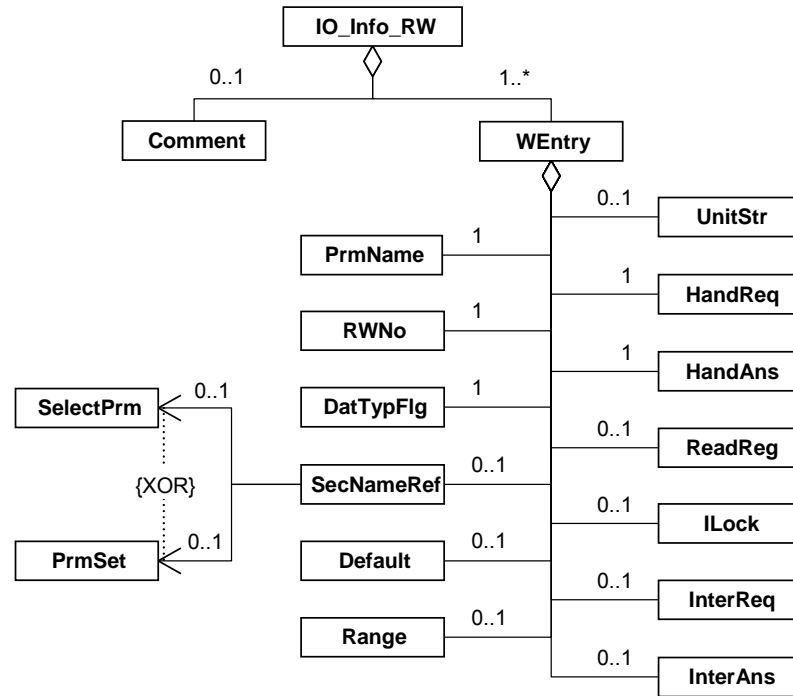 IO_Info_RW
0..1
1..*
Comment
WEntry
0..1
UnitStr
1
PrmName
1
HandReq
1
RWNo
1
HandAns
0..1
SelectPrm
1
DatTypFlg
0..1
ReadReg
{XOR}
0..1
SecNameRef
0..1
ILock
0..1
PrmSet
0..1
Default
0..1
InterReq
0..1
Range
0..1
InterAns